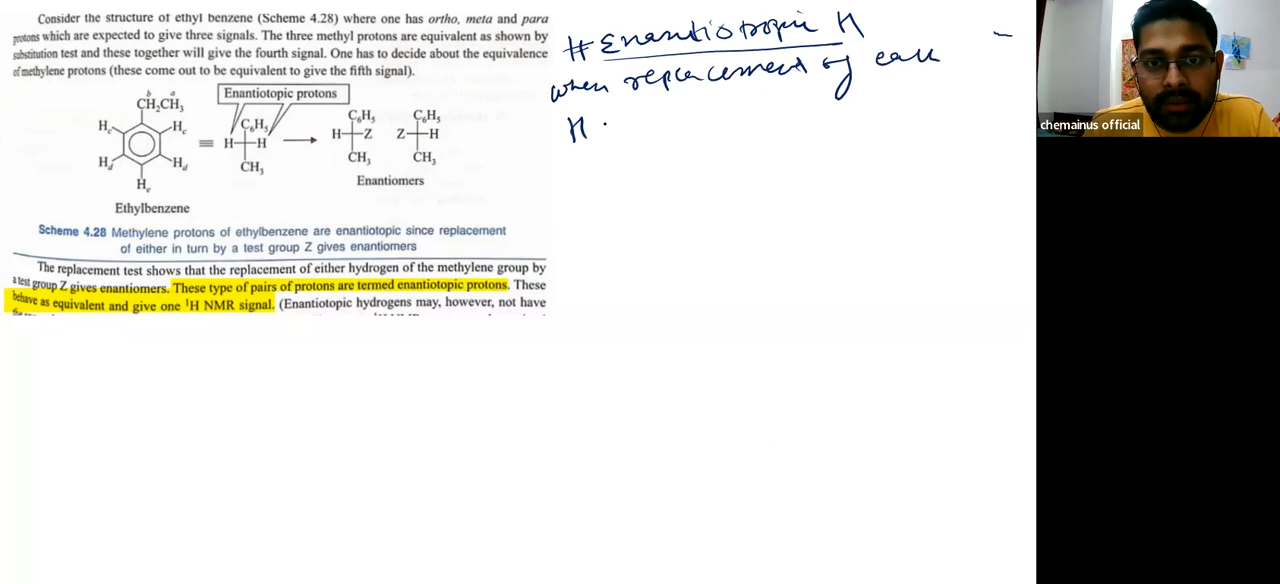 Consider the structure of ethyl benzene (Scheme 4.28) where one has ortho, meta and para
protons which are expected to give three signals. The three methyl protons are equivalent as shown by
substitution test and these together will give the fourth signal. One has to decide about the equivalence
of methylene protons (these come out to be equivalent to give the fifth signal).
b a
CH₂CH₃
Enantiotopic protons
Hc Hc
Hd Hd
He
≡
C₆H₅
H H
CH₃
C₆H₅
H Z
CH₃
C₆H₅
Z H
CH₃
Enantiomers
Ethylbenzene
Scheme 4.28 Methylene protons of ethylbenzene are enantiotopic since replacement
of either in turn by a test group Z gives enantiomers
The replacement test shows that the replacement of either hydrogen of the methylene group by
a test group Z gives enantiomers. These type of pairs of protons are termed enantiotopic protons. These
behave as equivalent and give one ¹H NMR signal. (Enantiotopic hydrogens may, however, not have
# Enantiotropic H
when replacement of each
H .
chemainus official